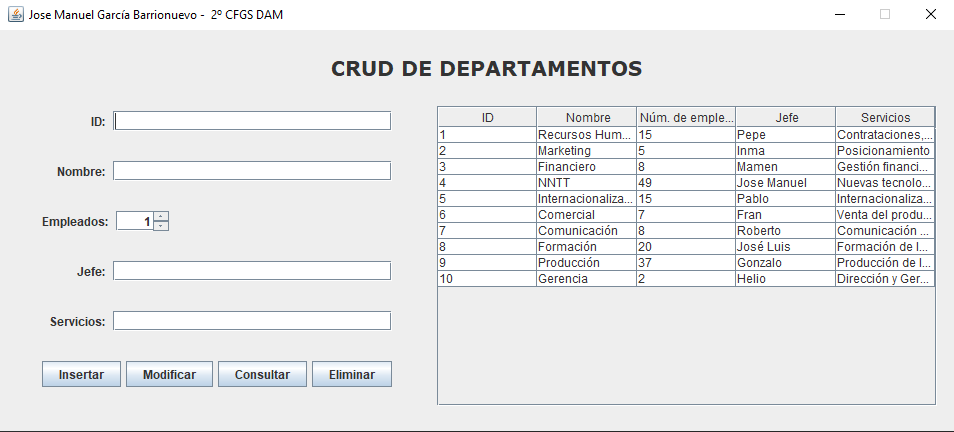 Jose Manuel García Barrionuevo - 2º CFGS DAM
CRUD DE DEPARTAMENTOS
ID:
Nombre:
Empleados: 1
Jefe:
Servicios:
Insertar Modificar Consultar Eliminar
ID Nombre Núm. de emple... Jefe Servicios
1 Recursos Hum... 15 Pepe Contrataciones,...
2 Marketing 5 Inma Posicionamiento
3 Financiero 8 Mamen Gestión financi...
4 NNTT 49 Jose Manuel Nuevas tecnolo...
5 Internacionaliza... 15 Pablo Internacionaliza...
6 Comercial 7 Fran Venta del produ...
7 Comunicación 8 Roberto Comunicación ...
8 Formación 20 José Luis Formación de l...
9 Producción 37 Gonzalo Producción de l...
10 Gerencia 2 Helio Dirección y Ger...